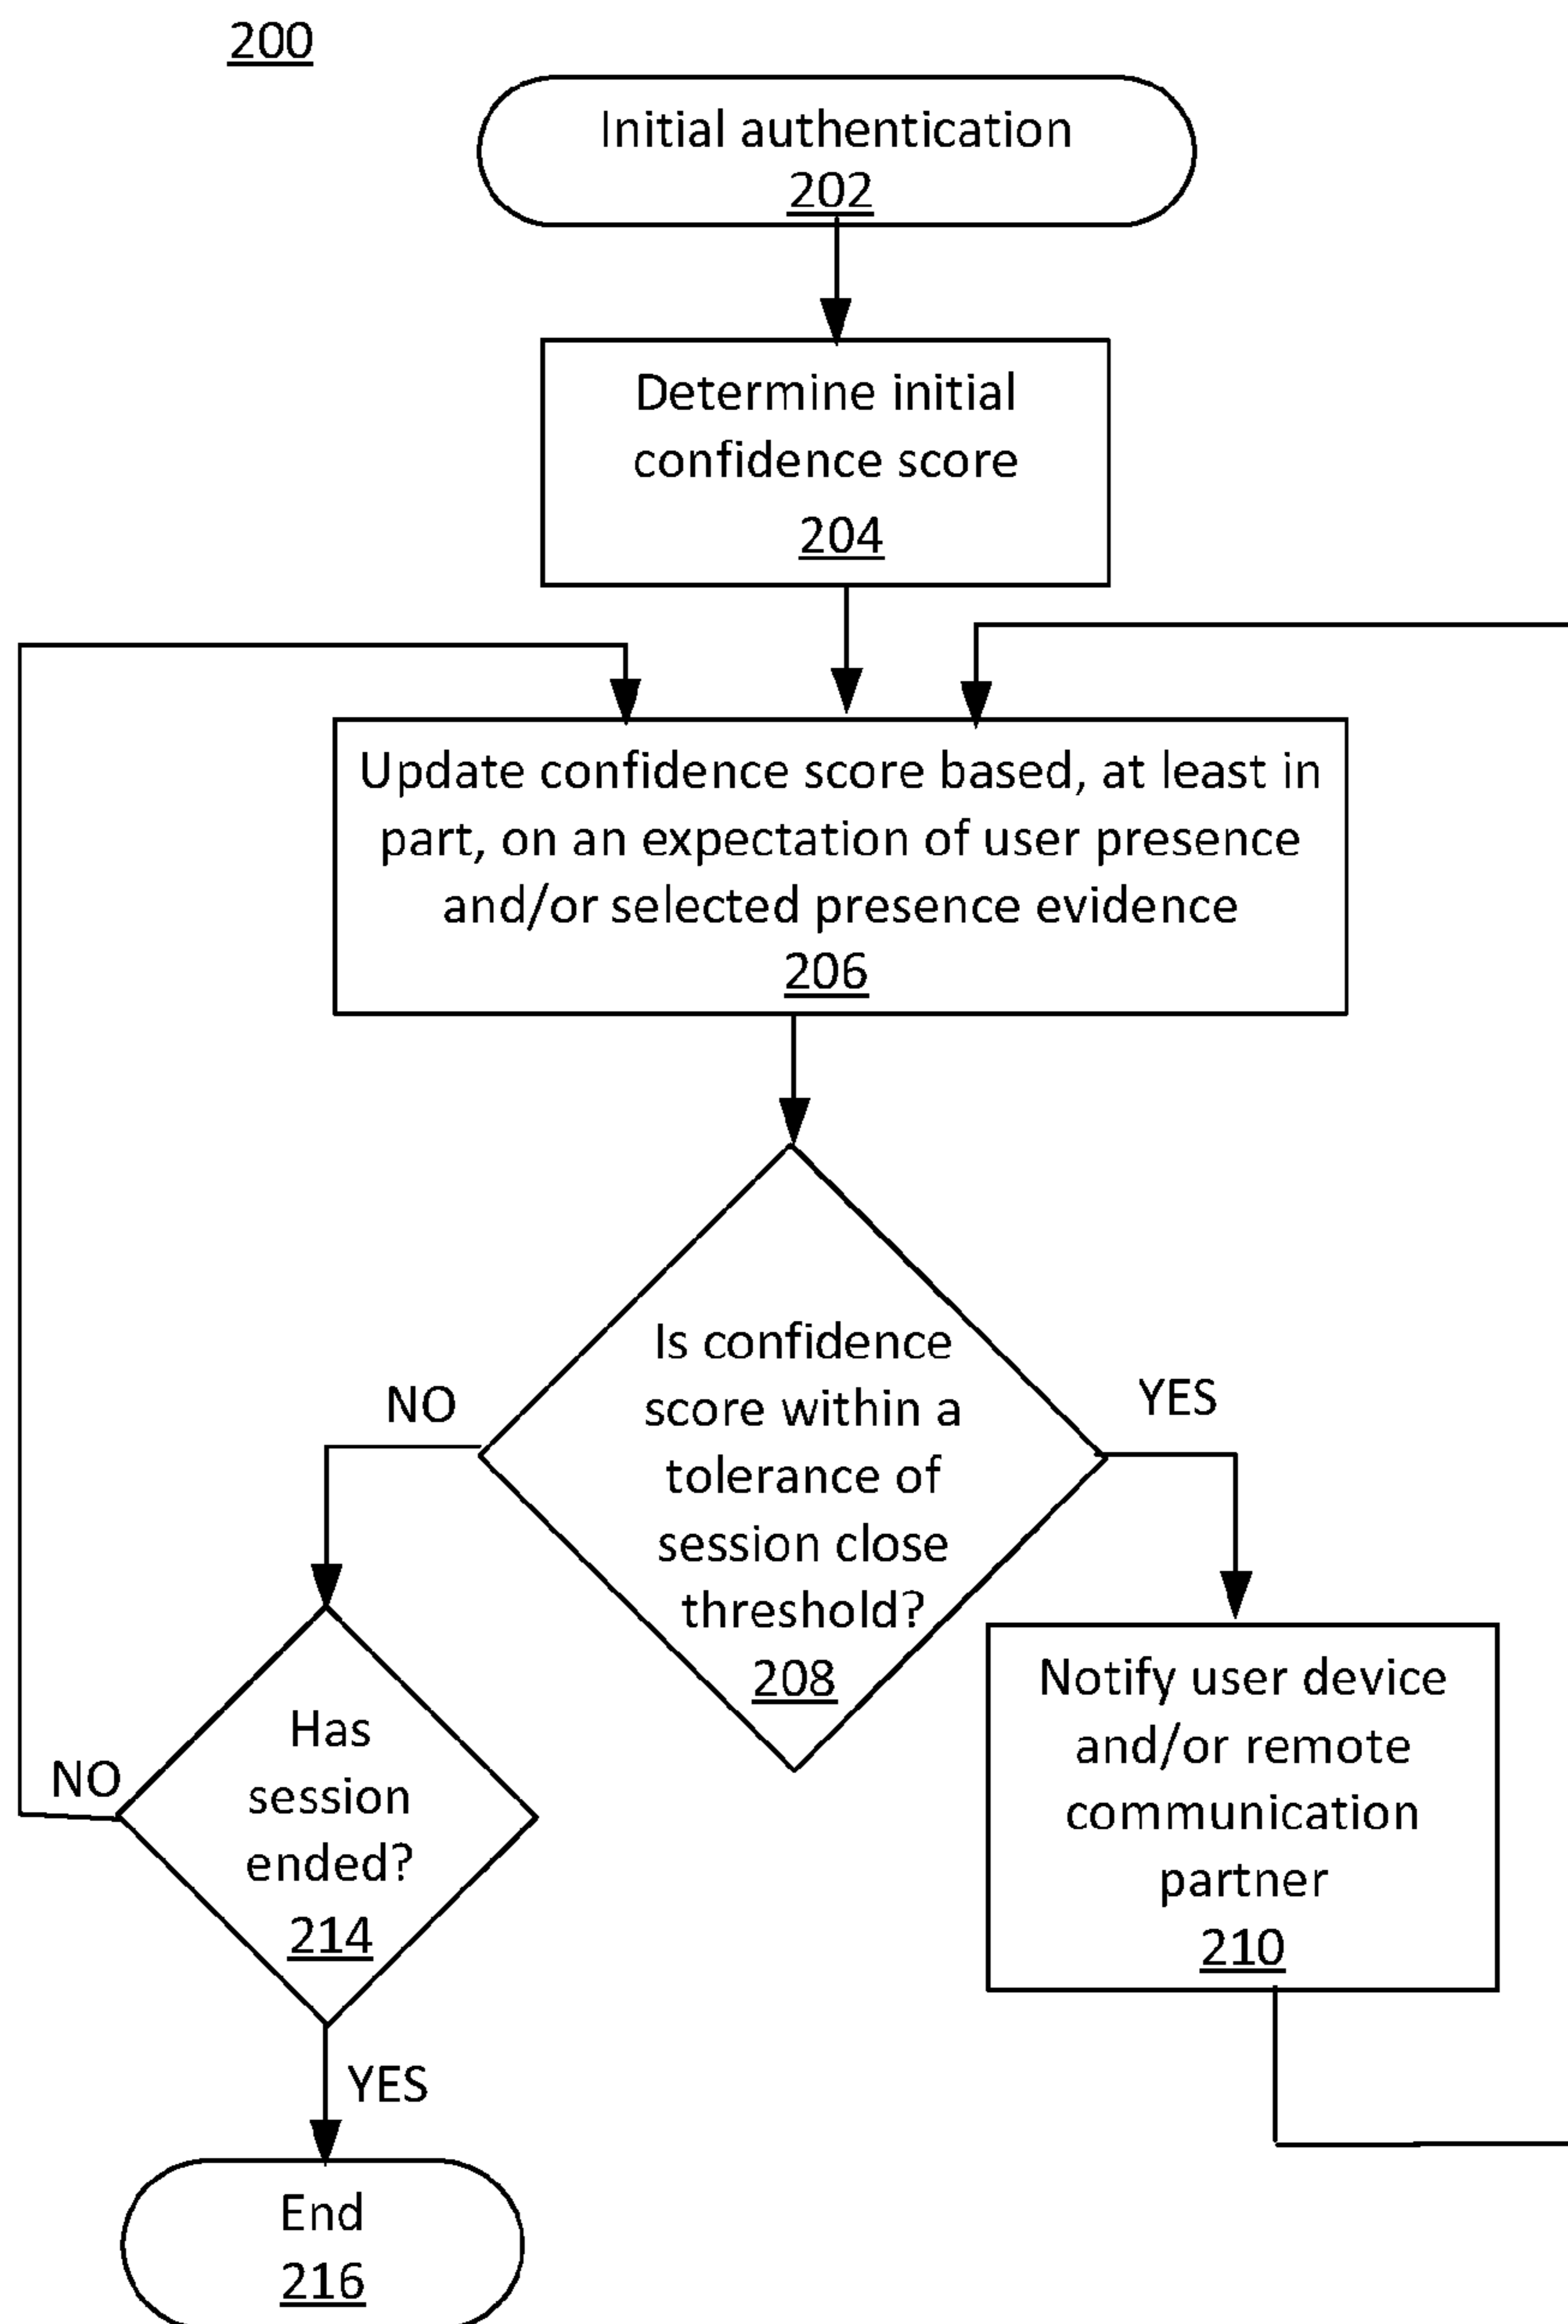 200
Initial authentication
202
Determine initial
confidence score
204
Update confidence score based, at least in
part, on an expectation of user presence
and/or selected presence evidence
206
Is confidence
score within a
tolerance of
session close
threshold?
208
NO
YES
Has
session
ended?
214
NO
YES
Notify user device
and/or remote
communication
partner
210
End
216